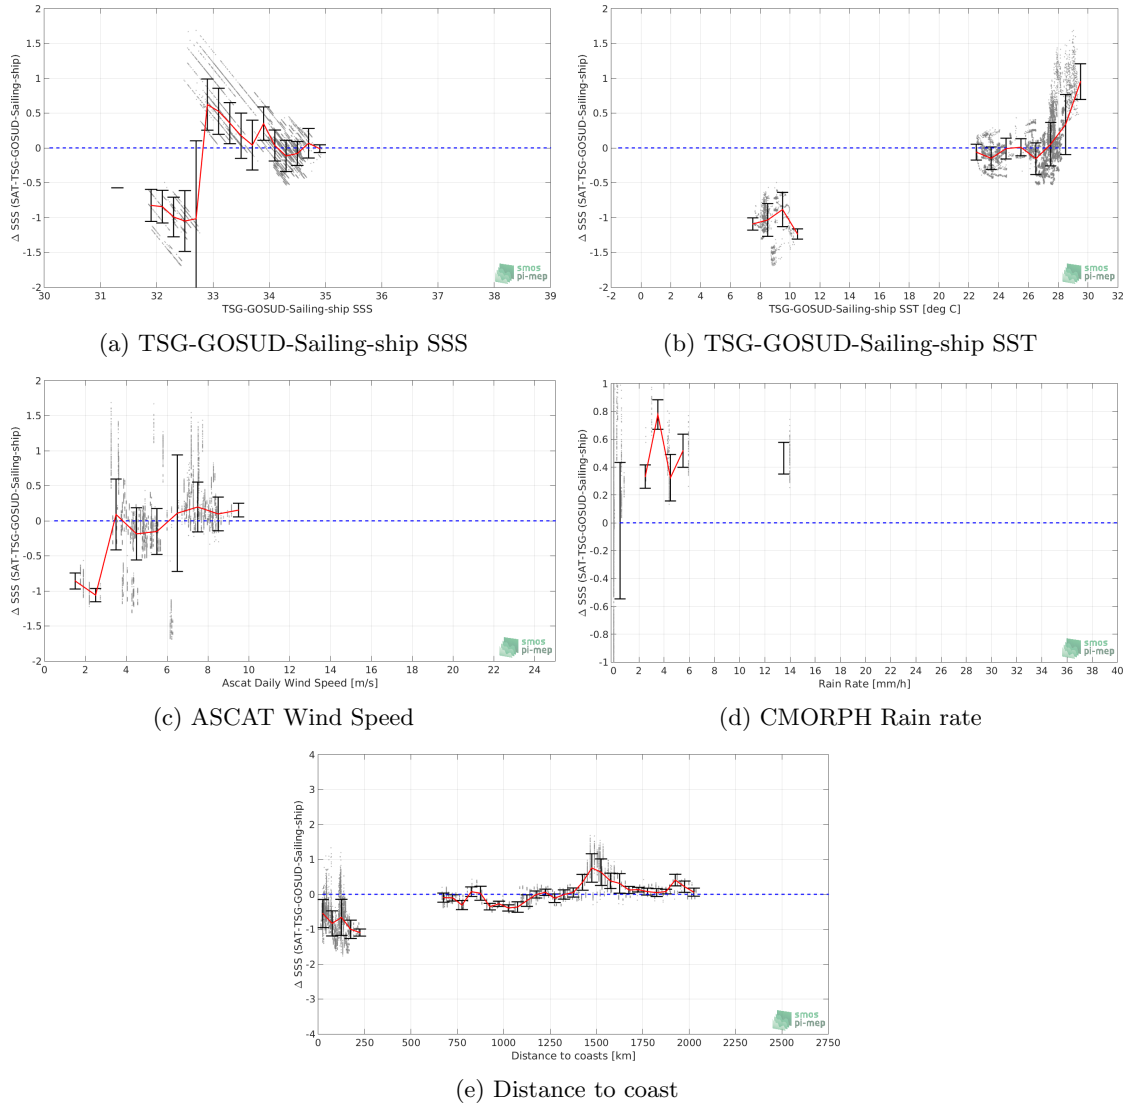 2
1.5
1
0.5
0
-0.5
-1
-1.5
-2
Δ SSS (SAT-TSG-GOSUD-Sailing-ship)
30 31 32 33 34 35 36 37 38 39
TSG-GOSUD-Sailing-ship SSS
smos
pi-mep
(a) TSG-GOSUD-Sailing-ship SSS
2
1.5
1
0.5
0
-0.5
-1
-1.5
-2
Δ SSS (SAT-TSG-GOSUD-Sailing-ship)
-2 0 2 4 6 8 10 12 14 16 18 20 22 24 26 28 30 32
TSG-GOSUD-Sailing-ship SST [deg C]
smos
pi-mep
(b) TSG-GOSUD-Sailing-ship SST
2
1.5
1
0.5
0
-0.5
-1
-1.5
-2
Δ SSS (SAT-TSG-GOSUD-Sailing-ship)
2 4 6 8 10 12 14 16 18 20 22 24
Ascat Daily Wind Speed [m/s]
smos
pi-mep
(c) ASCAT Wind Speed
1
0.8
0.6
0.4
0.2
0
-0.2
-0.4
-0.6
-0.8
-1
Δ SSS (SAT-TSG-GOSUD-Sailing-ship)
0 2 4 6 8 10 12 14 16 18 20 22 24 26 28 30 32 34 36 38 40
Rain Rate [mm/h]
smos
pi-mep
(d) CMORPH Rain rate
4
3
2
1
0
-1
-2
-3
-4
Δ SSS (SAT-TSG-GOSUD-Sailing-ship)
0 250 500 750 1000 1250 1500 1750 2000 2250 2500 2750
Distance to coasts [km]
smos
pi-mep
(e) Distance to coast